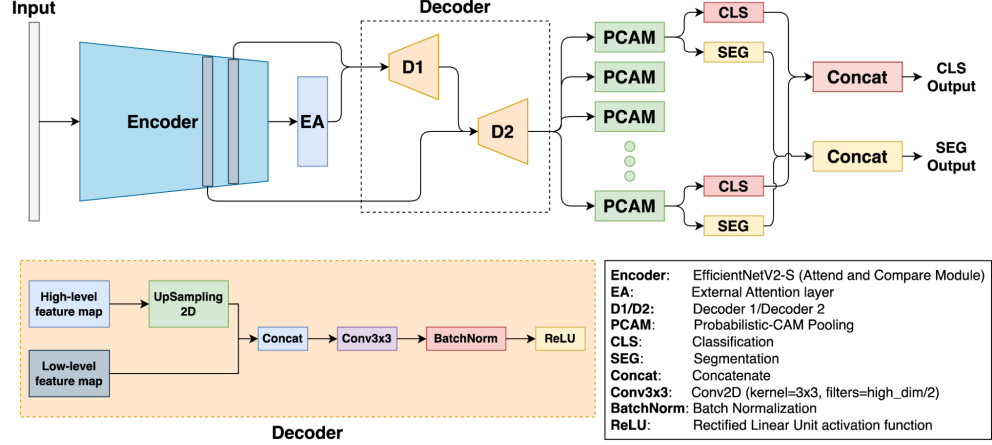 Input
Decoder
Encoder
EA
D1
D2
PCAM
PCAM
PCAM
PCAM
CLS
SEG
CLS
SEG
Concat
CLS
Output
Concat
SEG
Output
High-level
feature map
UpSampling
2D
Low-level
feature map
Concat
Conv3x3
BatchNorm
ReLU
Decoder
Encoder: EfficientNetV2-S (Attend and Compare Module)
EA: External Attention layer
D1/D2: Decoder 1/Decoder 2
PCAM: Probabilistic-CAM Pooling
CLS: Classification
SEG: Segmentation
Concat: Concatenate
Conv3x3: Conv2D (kernel=3x3, filters=high_dim/2)
BatchNorm: Batch Normalization
ReLU: Rectified Linear Unit activation function